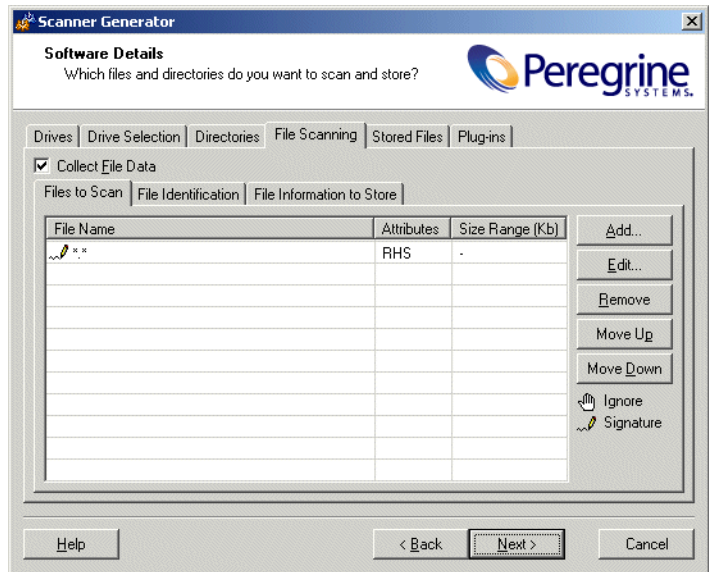 Scanner Generator
Software Details
Which files and directories do you want to scan and store?
Peregrine
SYSTEMS.
Drives Drive Selection Directories File Scanning Stored Files Plug-ins
Collect File Data
Files to Scan File Identification File Information to Store
File Name Attributes Size Range (Kb)
*.* RHS -
Add...
Edit...
Remove
Move Up
Move Down
Ignore
Signature
Help < Back Next > Cancel